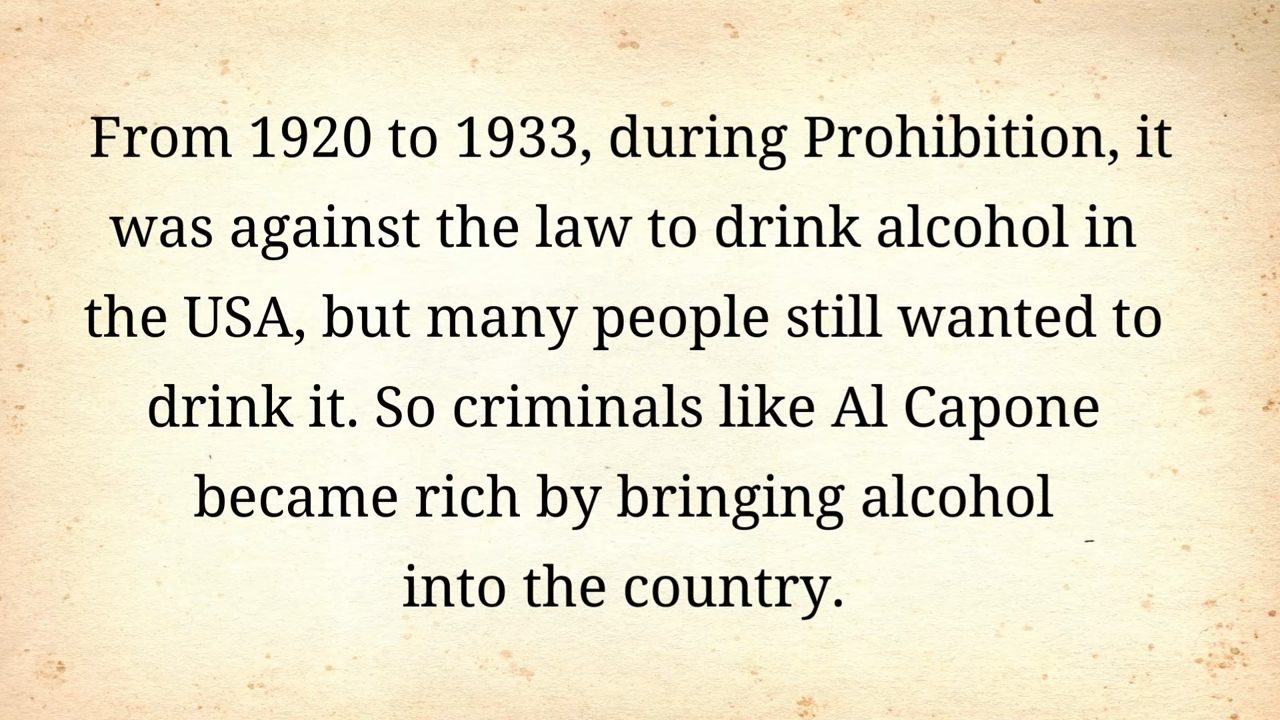 From 1920 to 1933, during Prohibition, it
was against the law to drink alcohol in
the USA, but many people still wanted to
drink it. So criminals like Al Capone
became rich by bringing alcohol
into the country.